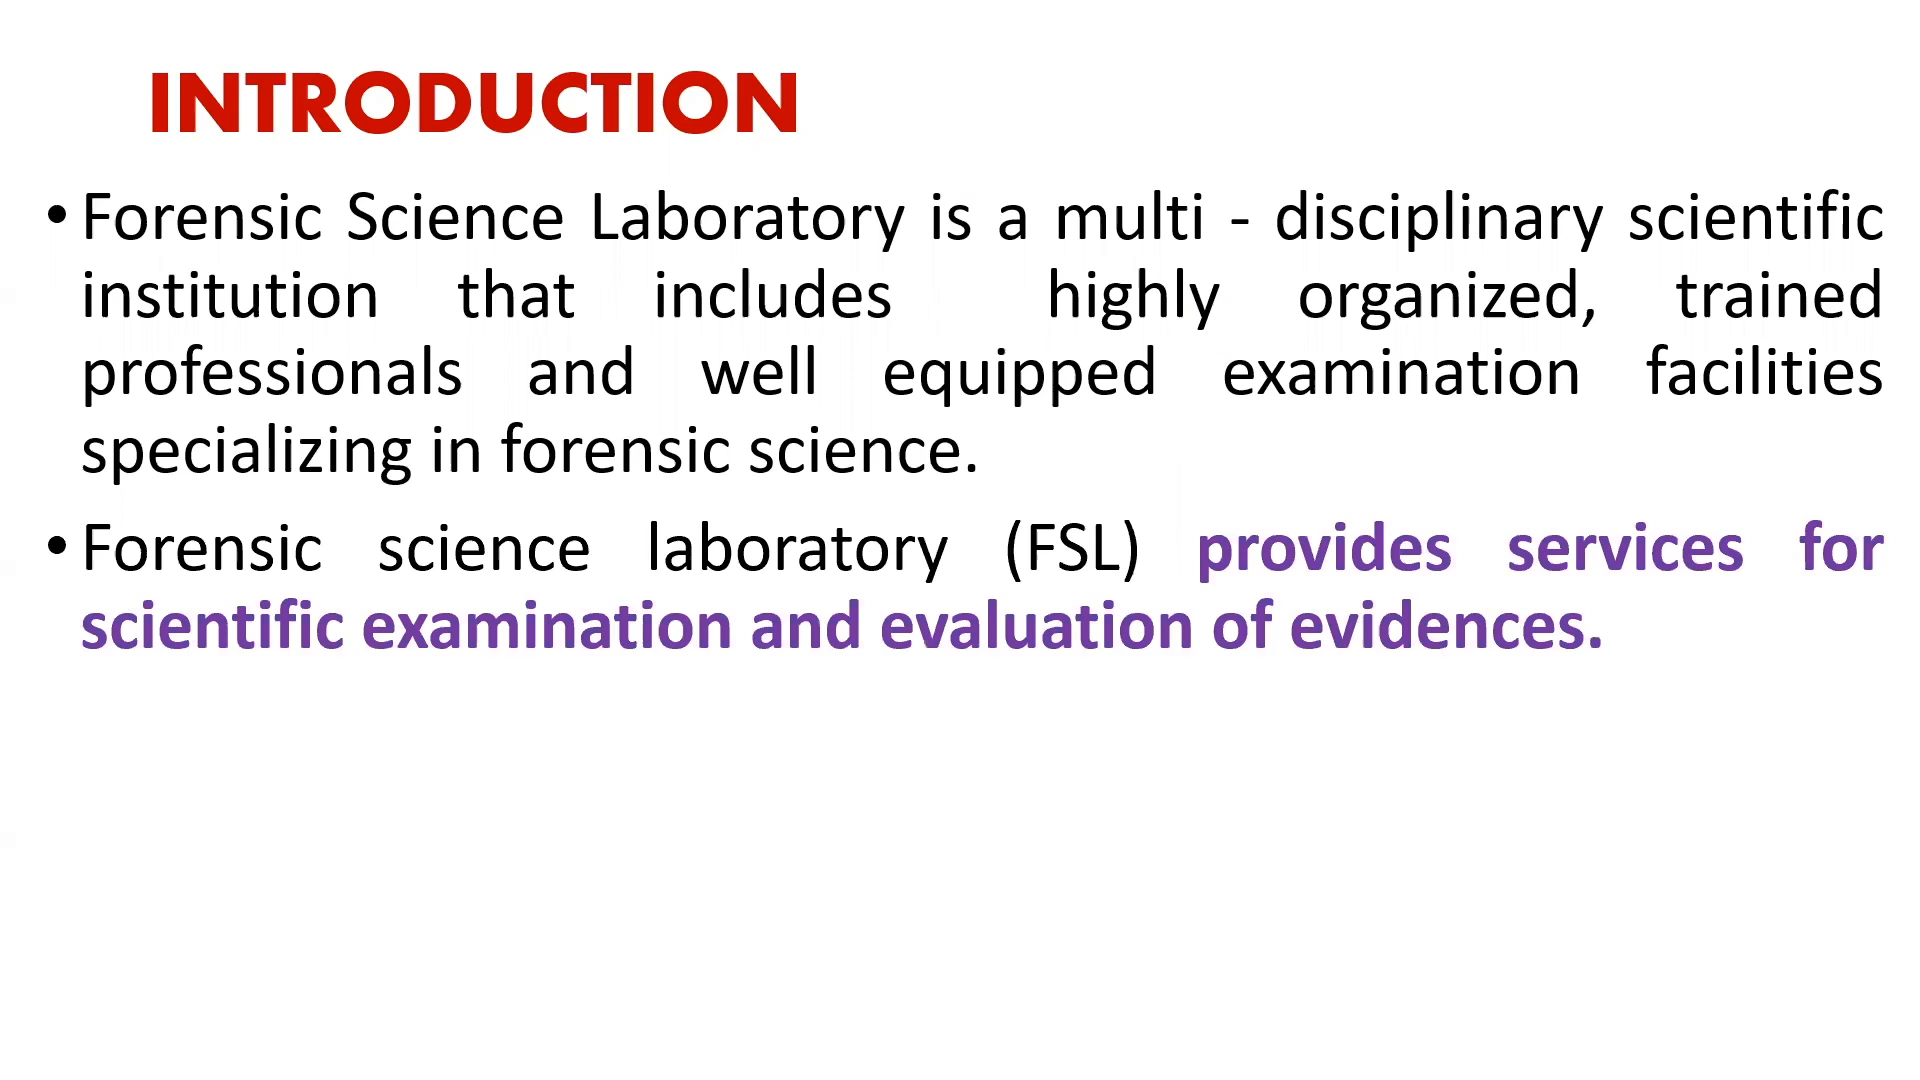 INTRODUCTION
• Forensic Science Laboratory is a multi - disciplinary scientific
institution that includes highly organized, trained
professionals and well equipped examination facilities
specializing in forensic science.
• Forensic science laboratory (FSL) provides services for
scientific examination and evaluation of evidences.